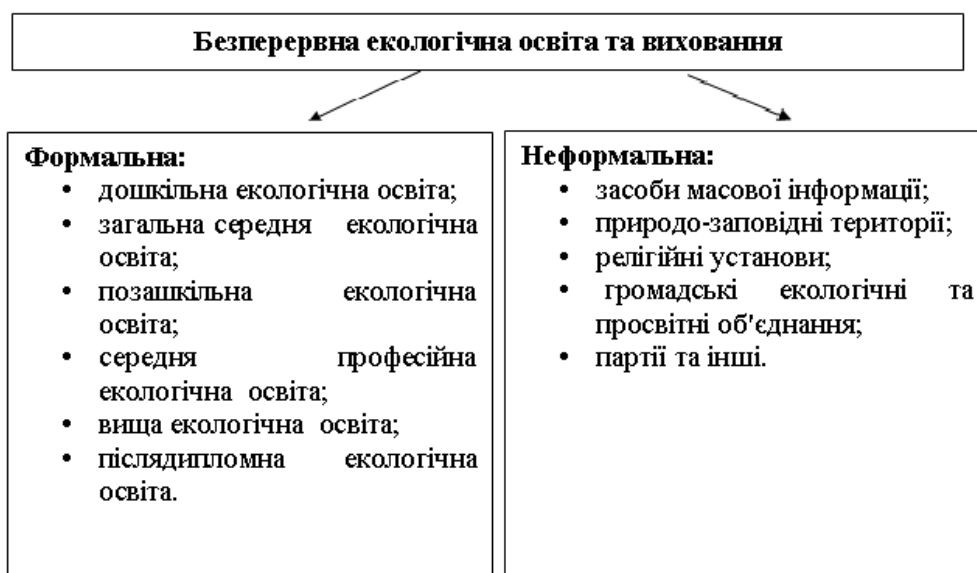 Безперервна екологічна освіта та виховання
Формальна:
• дошкільна екологічна освіта;
• загальна середня екологічна
освіта;
• позашкільна екологічна
освіта;
• середня професійна
екологічна освіта;
• вища екологічна освіта;
• післядипломна екологічна
освіта.
Неформальна:
• засоби масової інформації;
• природо-заповідні території;
• релігійні установи;
• громадські екологічні та
просвітні об'єднання;
• партії та інші.